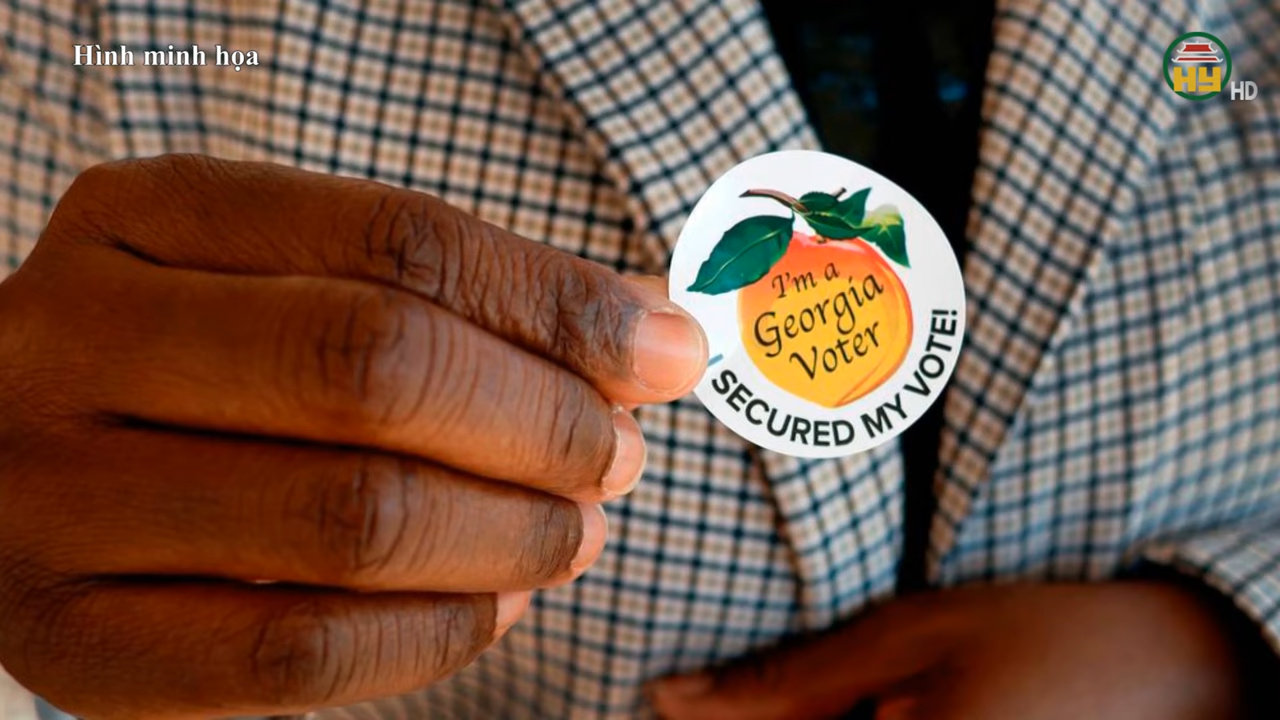 Hình minh họa
HY
HD
I'm a
Georgia
Voter
SECURED MY VOTE!